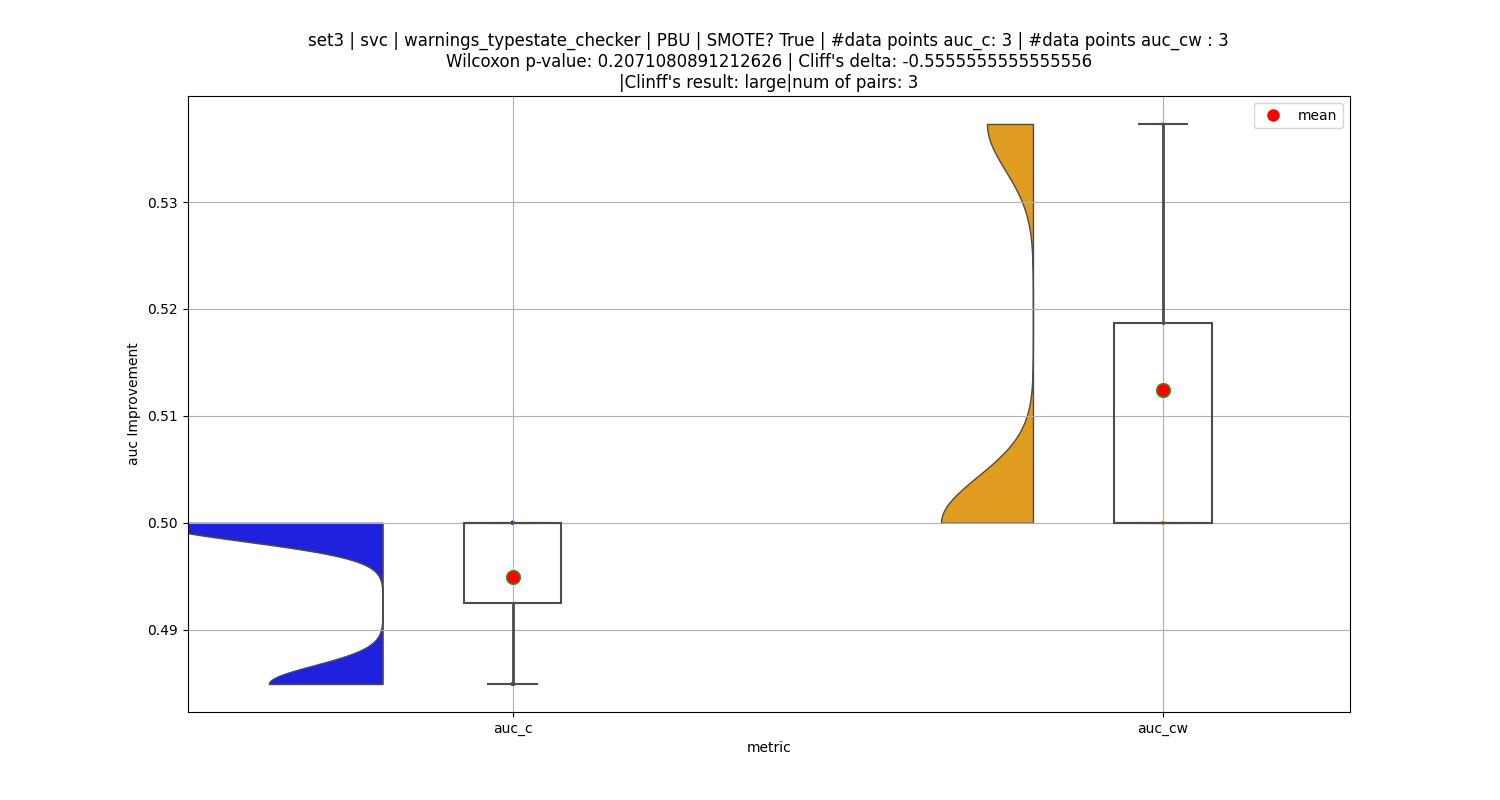 set3 | svc | warnings_typestate_checker | PBU | SMOTE? True | #data points auc_c: 3 | #data points auc_cw : 3
Wilcoxon p-value: 0.2071080891212626 | Cliff's delta: -0.5555555555555556
|Clinff's result: large|num of pairs: 3
mean
0.53
0.52
0.51
0.50
0.49
auc Improvement
auc_c
auc_cw
metric